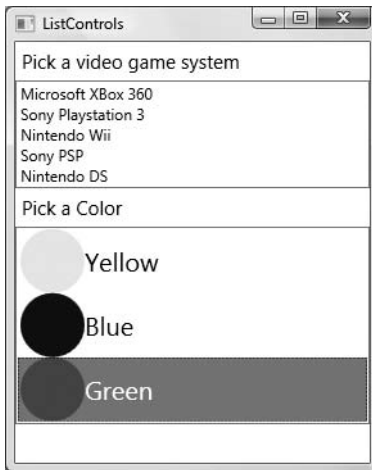 ListControls
Pick a video game system
Microsoft XBox 360
Sony Playstation 3
Nintendo Wii
Sony PSP
Nintendo DS
Pick a Color
Yellow
Blue
Green